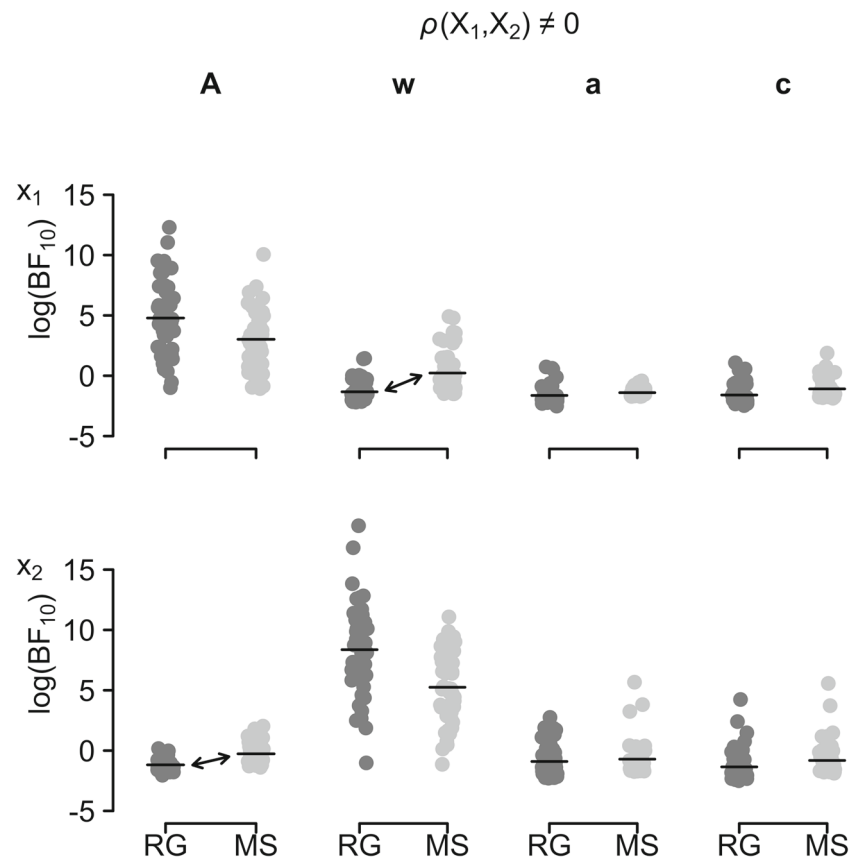 ρ(X₁,X₂) ≠ 0
A w a c
x₁
log(BF₁₀)
15
10
5
0
-5
x₂
log(BF₁₀)
15
10
5
0
-5
RG MS RG MS RG MS RG MS